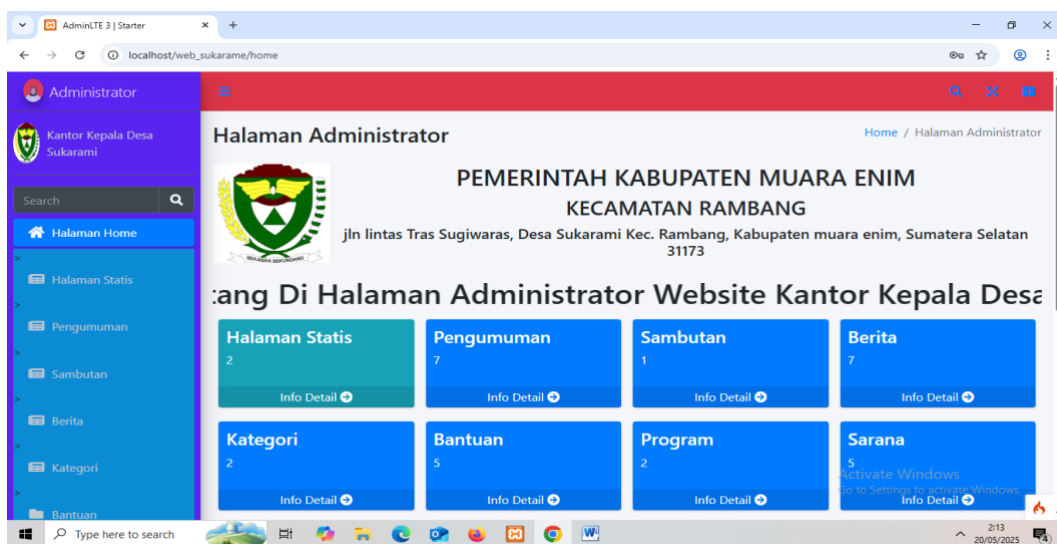 AdminLTE 3 | Starter
localhost/web_sukarame/home
Administrator
Kantor Kepala Desa
Sukarami
Search
Halaman Home
>
Halaman Statis
>
Pengumuman
>
Sambutan
>
Berita
>
Kategori
>
Bantuan
Halaman Administrator
Home / Halaman Administrator
SERASAN SEKUNDANG
PEMERINTAH KABUPATEN MUARA ENIM
KECAMATAN RAMBANG
jln lintas Tras Sugiwaras, Desa Sukarami Kec. Rambang, Kabupaten muara enim, Sumatera Selatan
31173
tang Di Halaman Administrator Website Kantor Kepala Desa
Halaman Statis
2
Info Detail
Pengumuman
7
Info Detail
Sambutan
1
Info Detail
Berita
7
Info Detail
Kategori
2
Info Detail
Bantuan
5
Info Detail
Program
2
Info Detail
Sarana
5
Info Detail
Activate Windows
Go to Settings to activate Windows.
Type here to search
2:13
20/05/2025
4